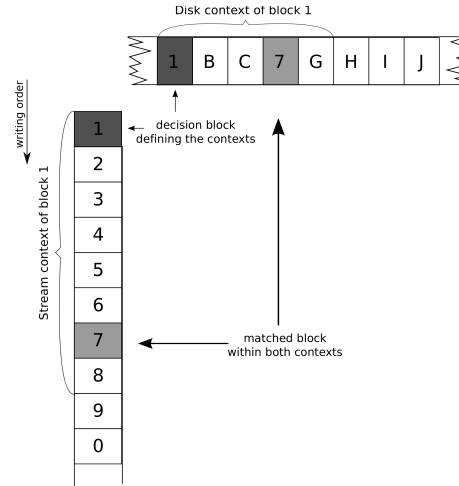 Disk context of block 1
1 B C 7 G H I J
writing order
decision block
defining the contexts
Stream context of block 1
1
2
3
4
5
6
7
8
9
0
matched block
within both contexts